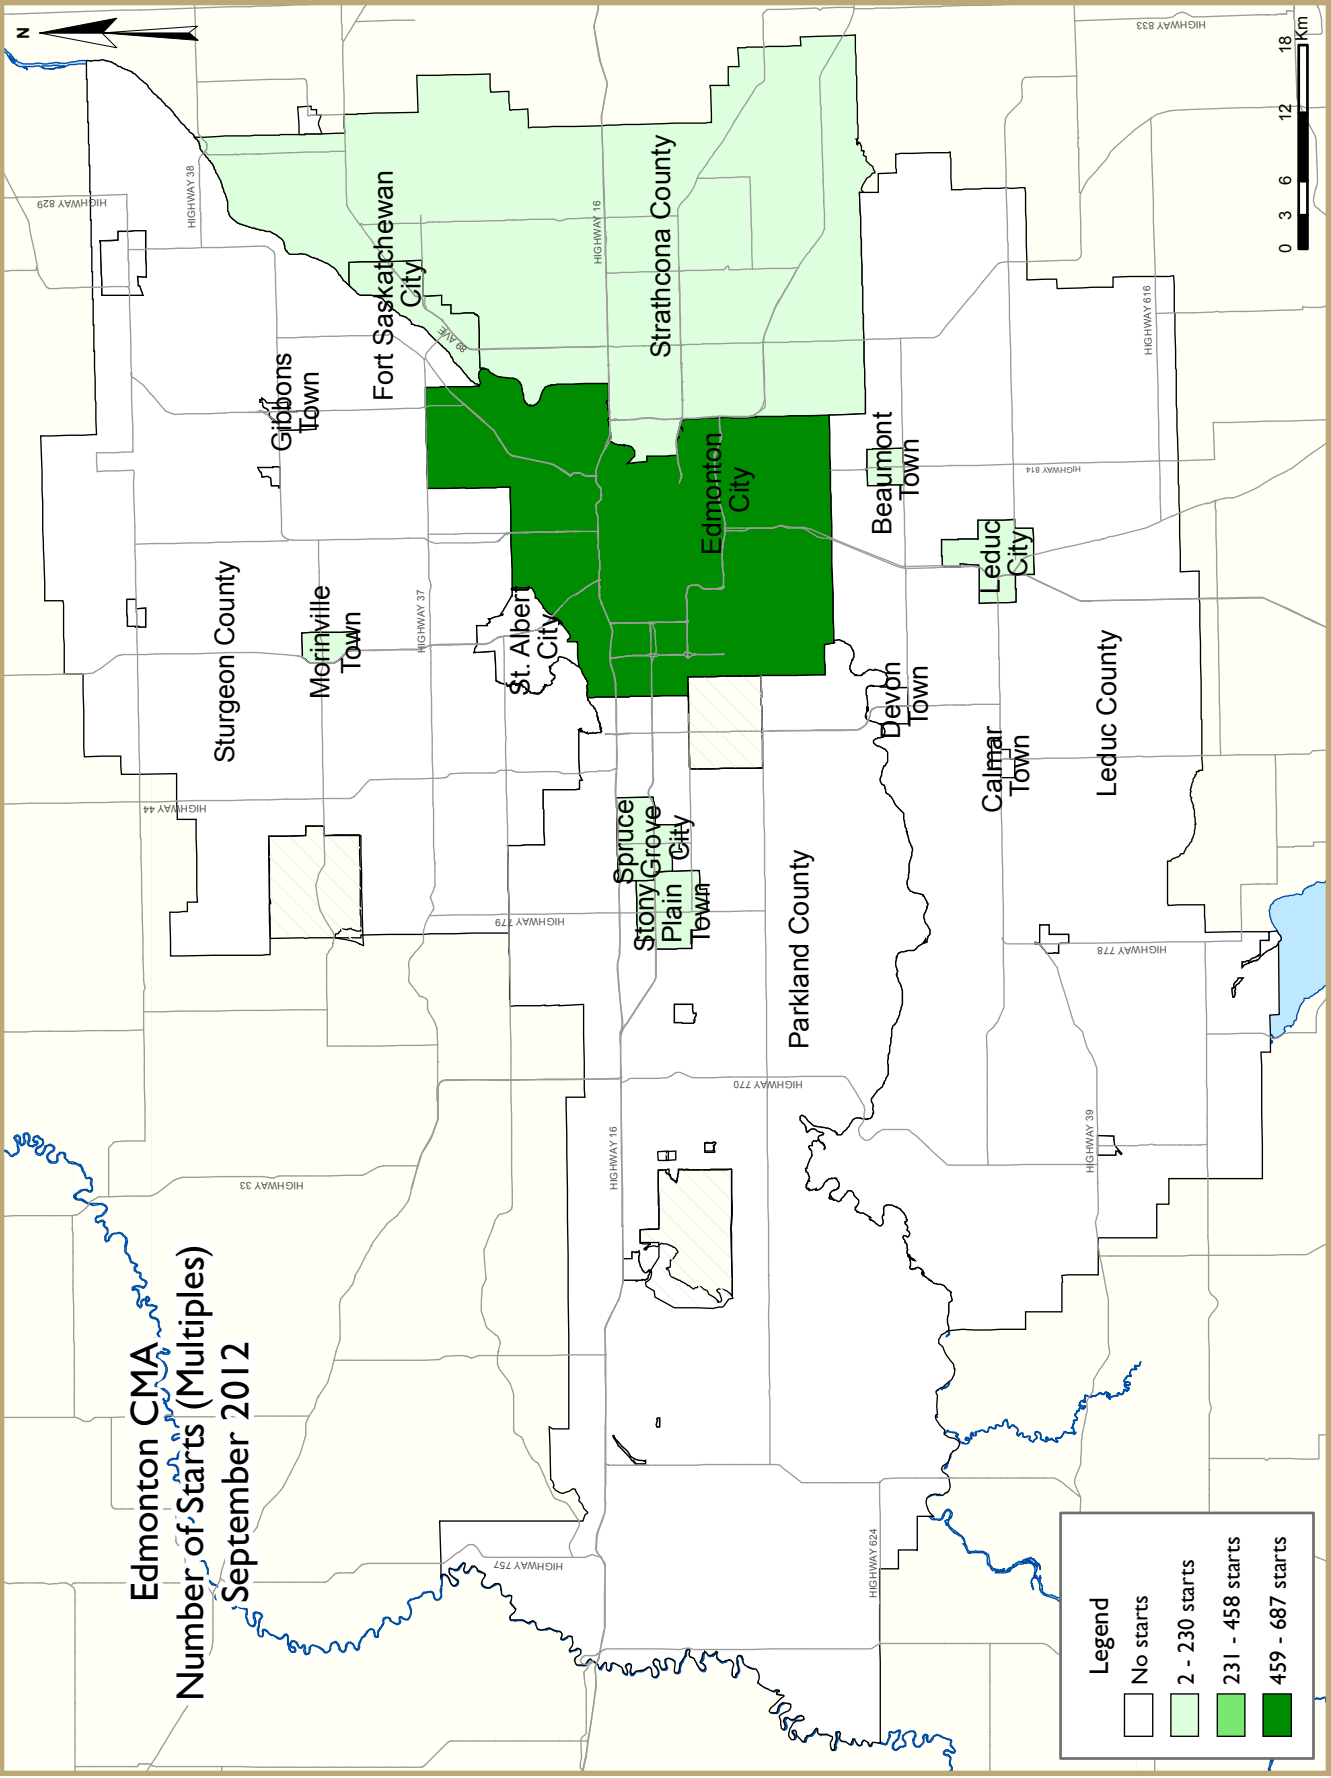 Edmonton CMA
Number of Starts (Multiples)
September 2012
N
HIGHWAY 829
HIGHWAY 38
HIGHWAY 833
HIGHWAY 44
HIGHWAY 37
HIGHWAY 779
HIGHWAY 33
HIGHWAY 16
HIGHWAY 16
HIGHWAY 757
HIGHWAY 770
HIGHWAY 624
HIGHWAY 39
HIGHWAY 778
HIGHWAY 814
HIGHWAY 616
89 AVE
Sturgeon County
Gibbons
Town
Morinville
Town
Fort Saskatchewan
City
St. Albert
City
Strathcona County
Edmonton
City
Spruce
Grove
City
Stony
Plain
Town
Parkland County
Beaumont
Town
Devon
Town
Leduc
City
Calmar
Town
Leduc County
Legend
No starts
2 - 230 starts
231 - 458 starts
459 - 687 starts
0 3 6 12 18
Km